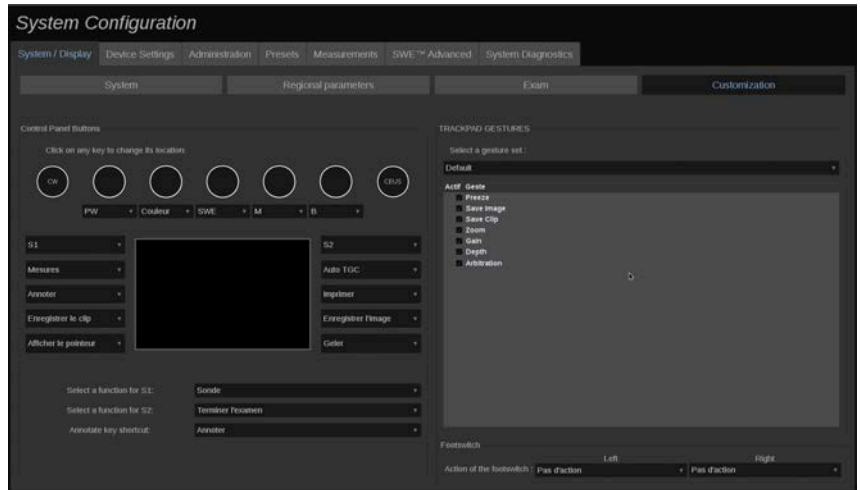 System Configuration
System / Display Device Settings Administration Presets Measurements SWE™ Advanced System Diagnostics
System Regional parameters Exam Customization
Control Panel Buttons
Click on any key to change its location:
CW CEUS
PW Couleur SWE M B
S1 S2
Mesures Auto TGC
Annoter Imprimer
Enregistrer le clip Enregistrer l'image
Afficher le pointeur Geler
Select a function for S1: Sonde
Select a function for S2: Terminer l'examen
Annotate key shortcut: Annoter
TRACKPAD GESTURES
Select a gesture set :
Default
Actif Geste
Freeze
Save Image
Save Clip
Zoom
Gain
Depth
Arbitration
Footswitch
Left Right
Action of the footswitch : Pas d'action Pas d'action